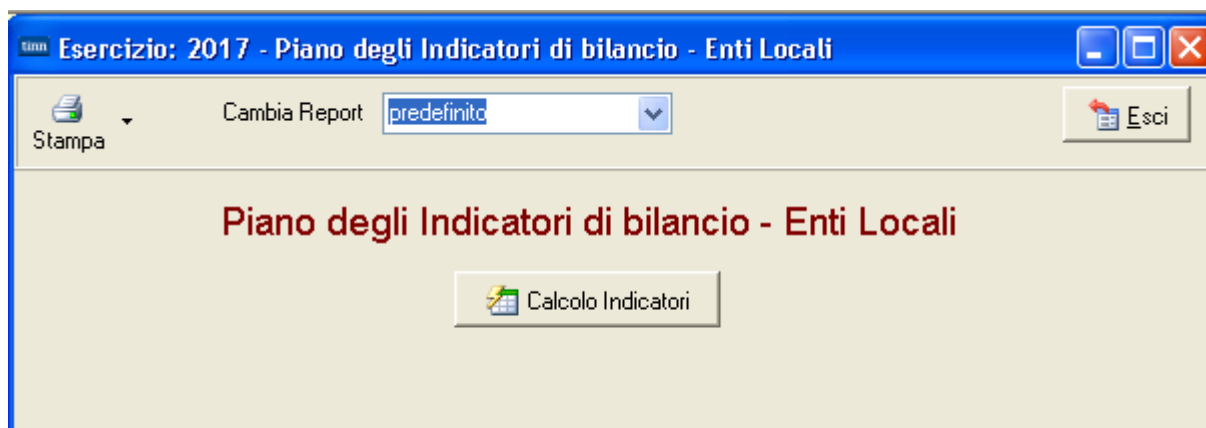 tinn Esercizio: 2017 - Piano degli Indicatori di bilancio - Enti Locali
Stampa
Cambia Report predefinito
Esci
Piano degli Indicatori di bilancio - Enti Locali
Calcolo Indicatori